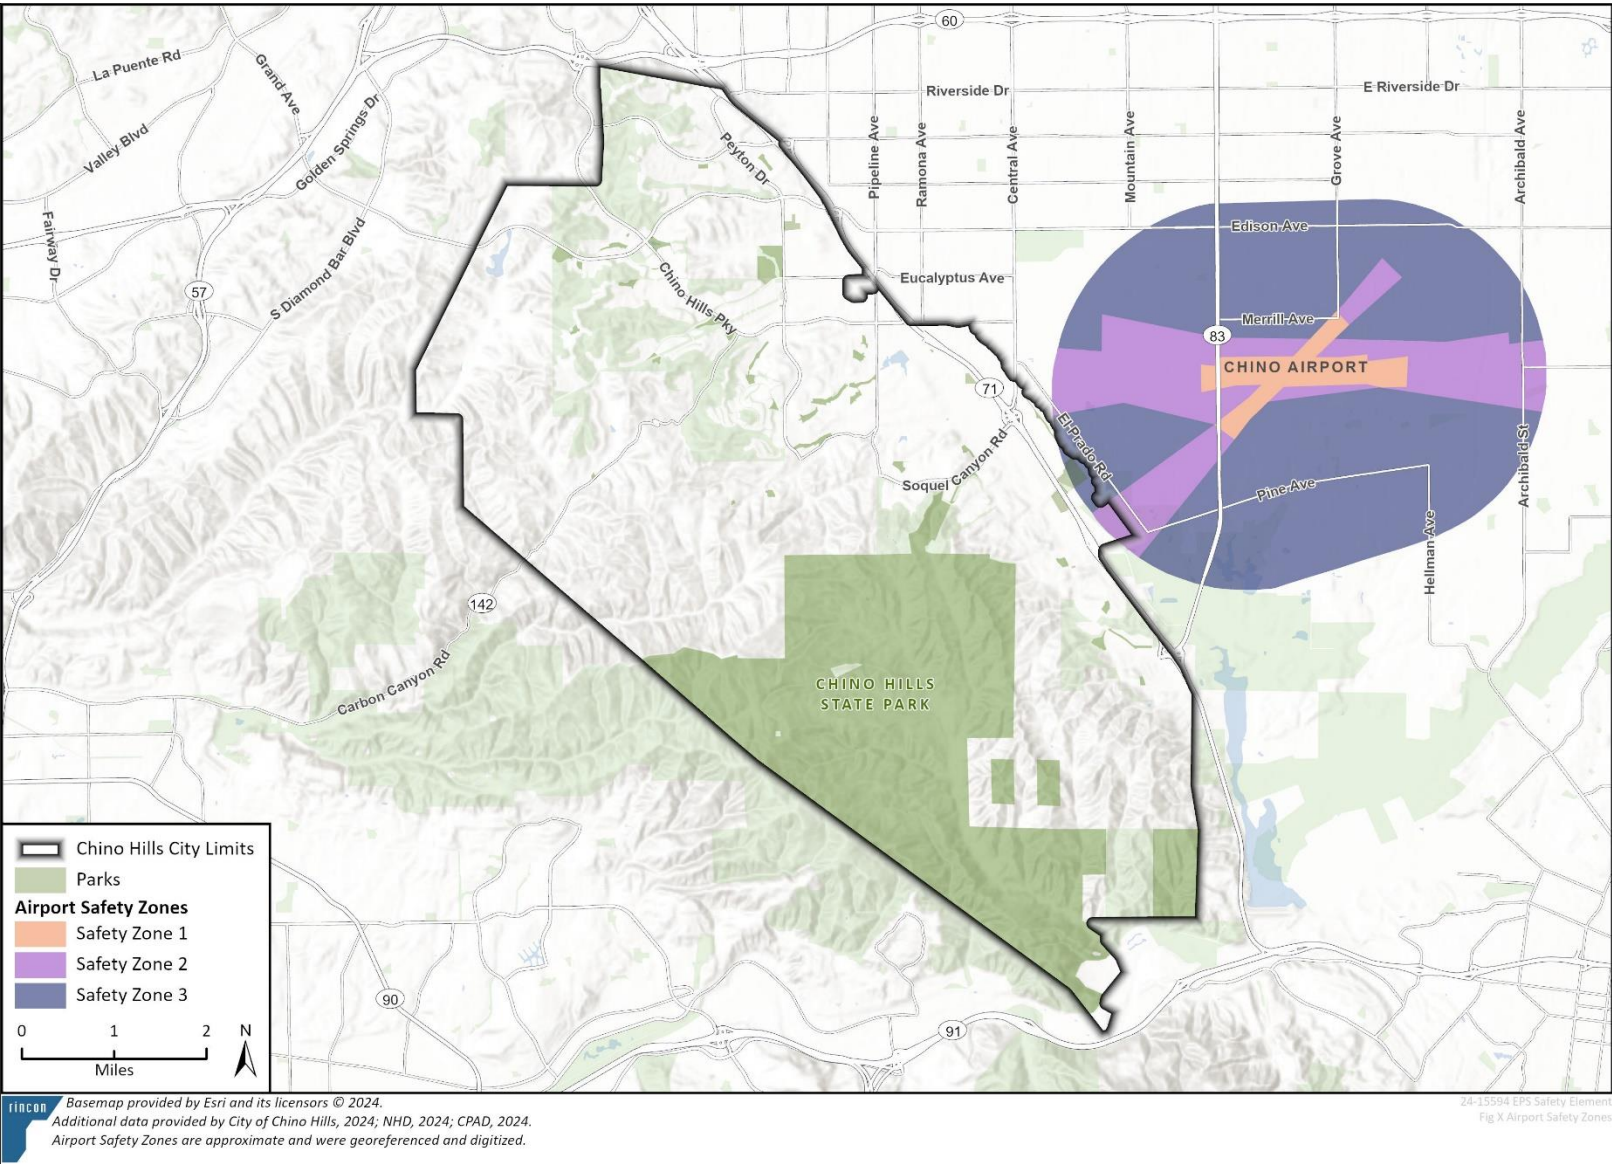 60
La Puente Rd
Grand Ave
Riverside Dr
E Riverside Dr
Golden Springs Dr
Valley Blvd
Peyton Dr
Pipeline Ave
Ramona Ave
Central Ave
Mountain Ave
Grove Ave
Archibald Ave
Fairway Dr
Edison Ave
S Diamond Bar Blvd
57
Chino Hills Pky
Eucalyptus Ave
Merrill Ave
83
CHINO AIRPORT
71
El Prado Rd
Soquel Canyon Rd
Pine Ave
Archibald St
Hellman Ave
142
Carbon Canyon Rd
CHINO HILLS
STATE PARK
90
91
Chino Hills City Limits
Parks
Airport Safety Zones
Safety Zone 1
Safety Zone 2
Safety Zone 3
0 1 2
Miles
N
rincon
Basemap provided by Esri and its licensors © 2024.
Additional data provided by City of Chino Hills, 2024; NHD, 2024; CPAD, 2024.
Airport Safety Zones are approximate and were georeferenced and digitized.
24-15594 EPS Safety Element
Fig X Airport Safety Zones